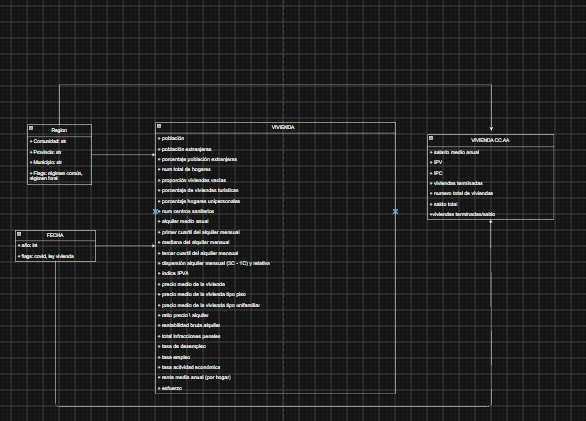 Region
+ Comunidad: str
+ Provincia: str
+ Municipio: str
+ Flags: régimen común,
régimen foral
FECHA
+ año: int
+ flags: covid, ley vivienda
VIVIENDA
+ población
+ población extranjeras
+ porcentaje población extranjeras
+ num total de hogares
+ proporción viviendas vacías
+ porcentaje de viviendas turísticas
+ porcentaje hogares unipersonales
+ num centros sanitarios
+ alquiler medio anual
+ primer cuartil del alquiler mensual
+ mediana del alquiler mensual
+ tercer cuartil del alquiler mensual
+ dispersión alquiler mensual (3C - 1C) y relativa
+ índice IPVA
+ precio medio de la vivienda
+ precio medio de la vivienda tipo piso
+ precio medio de la vivienda tipo unifamiliar
+ ratio precio \ alquiler
+ rentabilidad bruta alquiler
+ total infracciones penales
+ tasa de desempleo
+ tasa empleo
+ tasa actividad económica
+ renta media anual (por hogar)
+ esfuerzo
VIVIENDA CC.AA
+ salario medio anual
+ IPV
+ IPC
+ viviendas terminadas
+ numero total de viviendas
+ saldo total
+viviendas terminadas/saldo